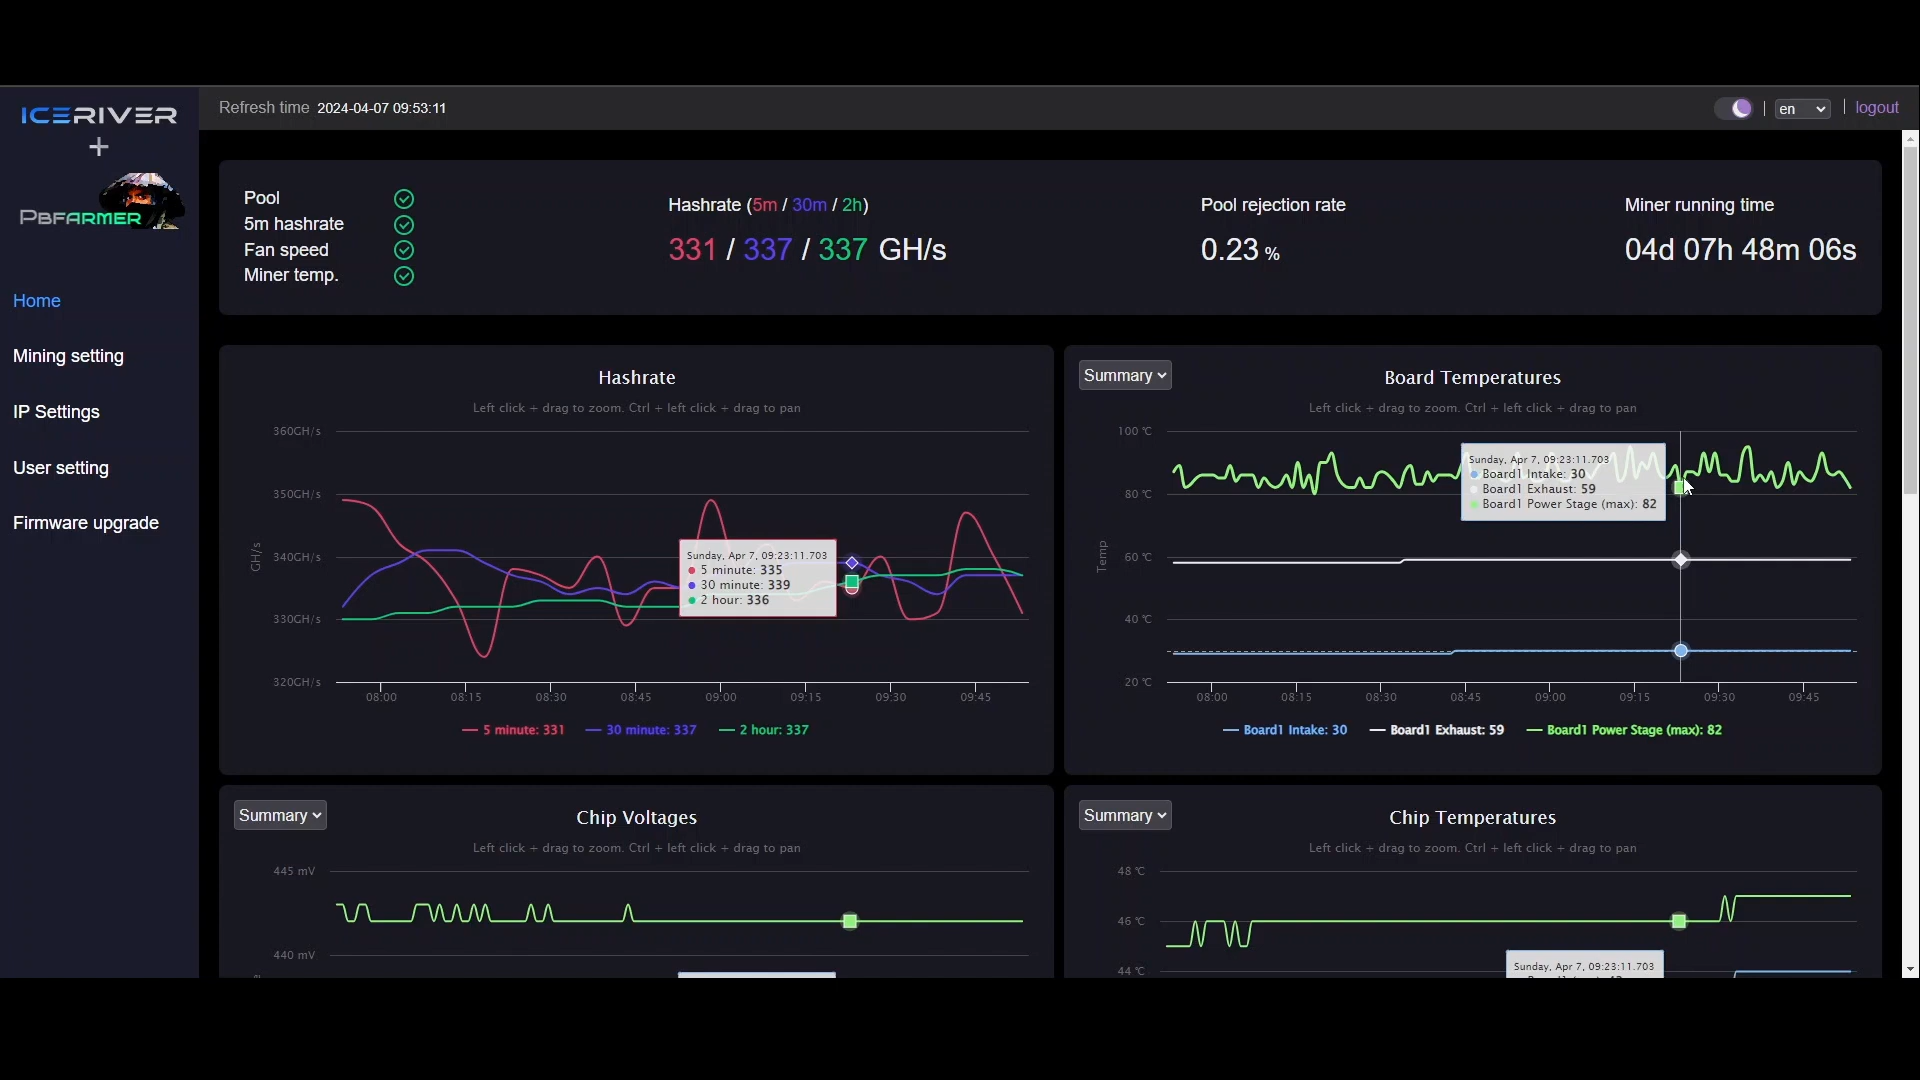 ICERIVER
Refresh time 2024-04-07 09:53:11
en
logout
+
PBFARMER
Home
Mining setting
IP Settings
User setting
Firmware upgrade
Pool
5m hashrate
Fan speed
Miner temp.
Hashrate (5m / 30m / 2h)
331 / 337 / 337 GH/s
Pool rejection rate
0.23 %
Miner running time
04d 07h 48m 06s
Hashrate
Left click + drag to zoom. Ctrl + left click + drag to pan
GH/s
360GH/s
350GH/s
340GH/s
330GH/s
320GH/s
Sunday, Apr 7, 09:23:11.703
5 minute: 335
30 minute: 339
2 hour: 336
08:00 08:15 08:30 08:45 09:00 09:15 09:30 09:45
5 minute: 331 30 minute: 337 2 hour: 337
Summary
Board Temperatures
Left click + drag to zoom. Ctrl + left click + drag to pan
Temp
100 °C
80 °C
60 °C
40 °C
20 °C
Sunday, Apr 7, 09:23:11.703
Board1 Intake: 30
Board1 Exhaust: 59
Board1 Power Stage (max): 82
08:00 08:15 08:30 08:45 09:00 09:15 09:30 09:45
Board1 Intake: 30 Board1 Exhaust: 59 Board1 Power Stage (max): 82
Summary
Chip Voltages
Left click + drag to zoom. Ctrl + left click + drag to pan
445 mV
440 mV
Summary
Chip Temperatures
Left click + drag to zoom. Ctrl + left click + drag to pan
48 °C
46 °C
44 °C
Sunday, Apr 7, 09:23:11.703